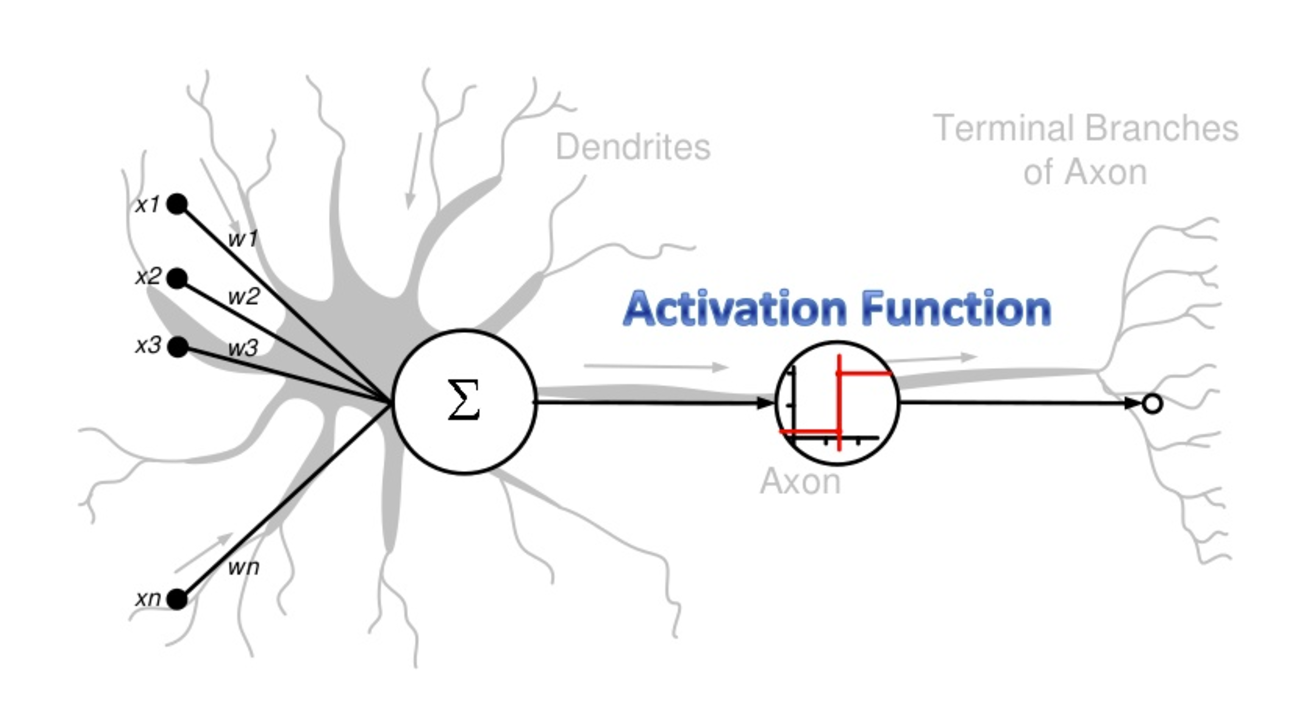 Dendrites
Terminal Branches
of Axon
x1
w1
x2
w2
x3
w3
Activation Function
Σ
Axon
wn
xn